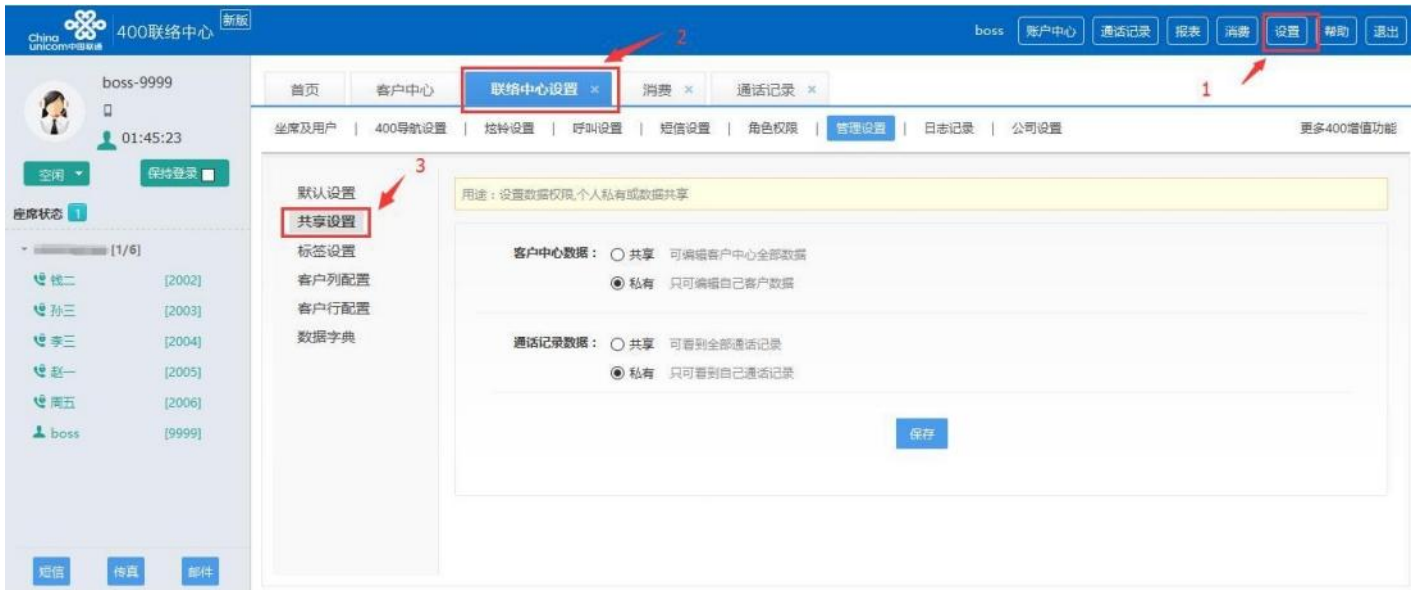 China
unicom中国联通
400联络中心 新版
boss 账户中心 通话记录 报表 消费 设置 帮助 退出
2
1
boss-9999
01:45:23
空闲 保持登录
座席状态 1
[1/6]
钱二 [2002]
孙三 [2003]
李三 [2004]
赵一 [2005]
周五 [2006]
boss [9999]
短信 传真 邮件
首页 客户中心 联络中心设置 × 消费 × 通话记录 ×
坐席及用户 | 400导航设置 | 炫铃设置 | 呼叫设置 | 短信设置 | 角色权限 | 管理设置 | 日志记录 | 公司设置 更多400增值功能
3
默认设置
共享设置
标签设置
客户列配置
客户行配置
数据字典
用途：设置数据权限,个人私有或数据共享
客户中心数据： 共享 可编辑客户中心全部数据
私有 只可编辑自己客户数据
通话记录数据： 共享 可看到全部通话记录
私有 只可看到自己通话记录
保存